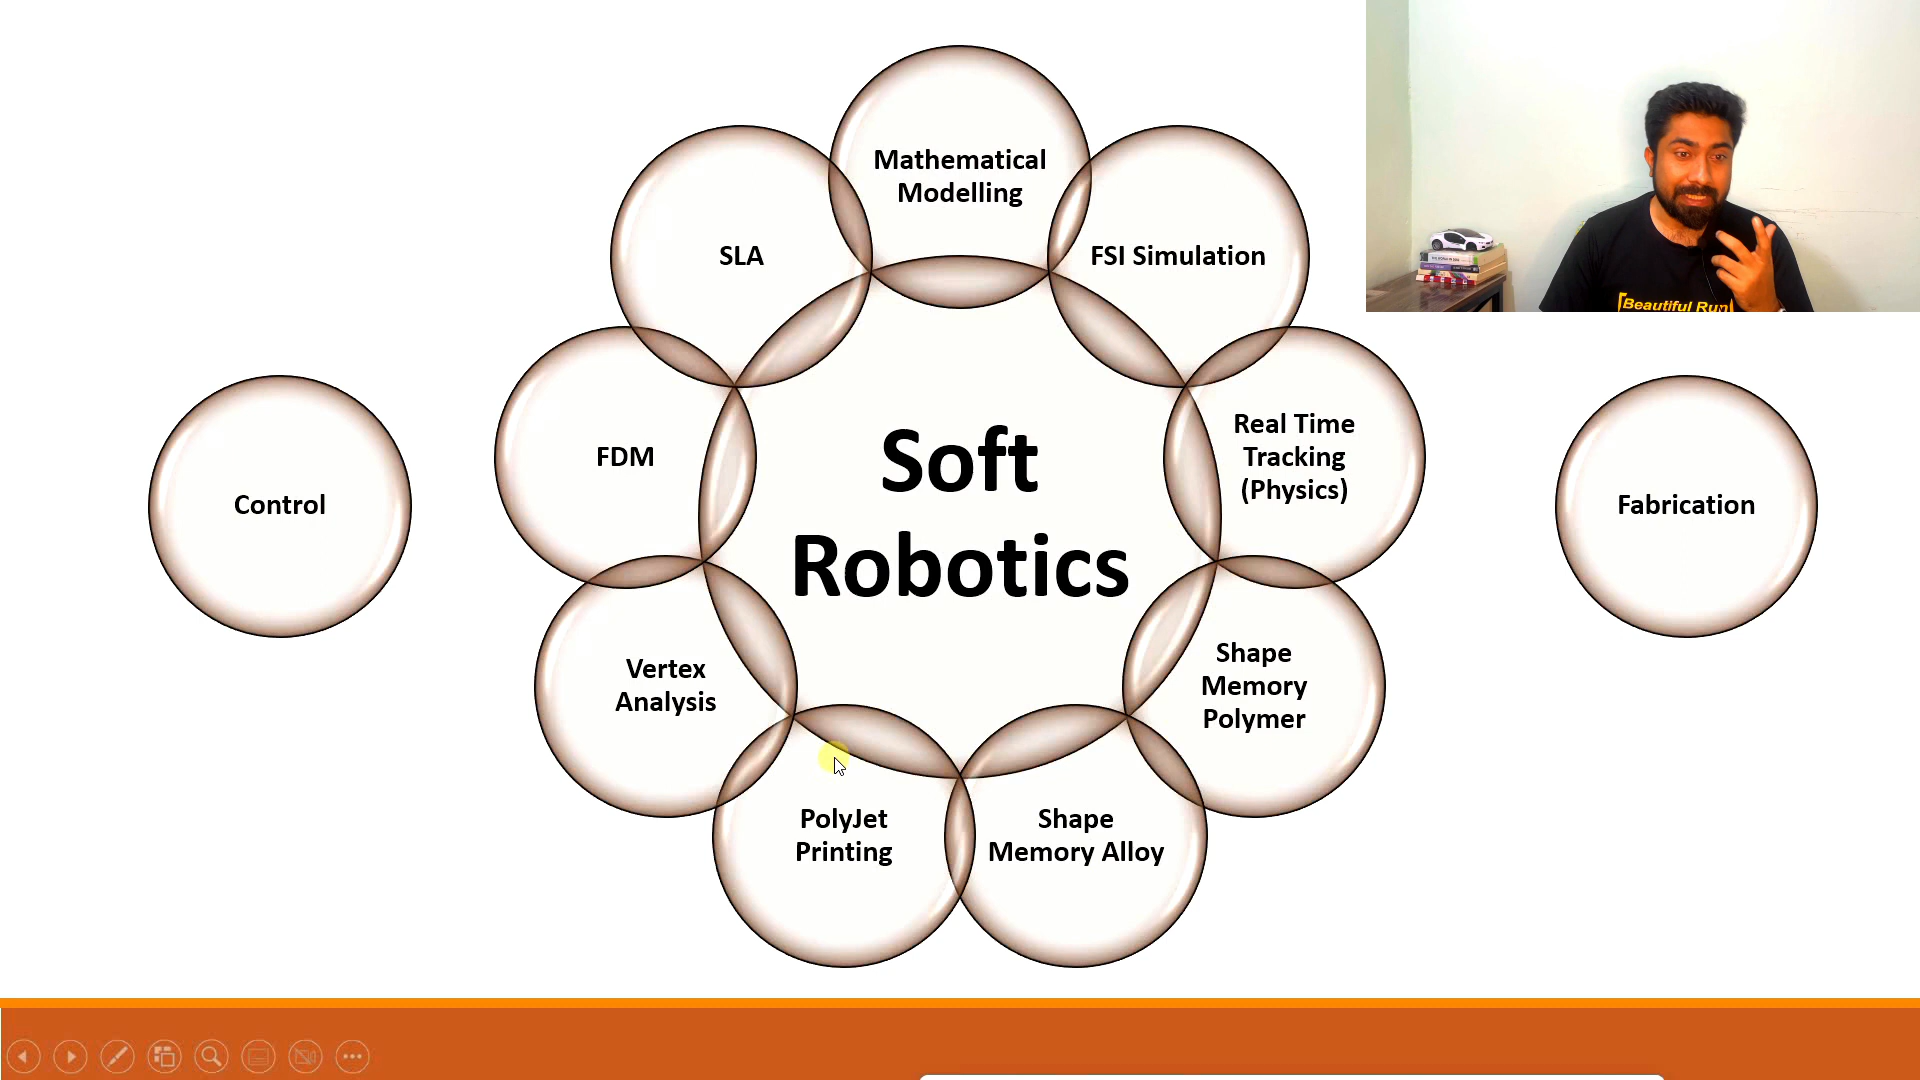 Mathematical
Modelling
SLA
FSI Simulation
FDM
Real Time
Tracking
(Physics)
Control
Soft
Robotics
Fabrication
Vertex
Analysis
Shape
Memory
Polymer
PolyJet
Printing
Shape
Memory Alloy
[Beautiful Run